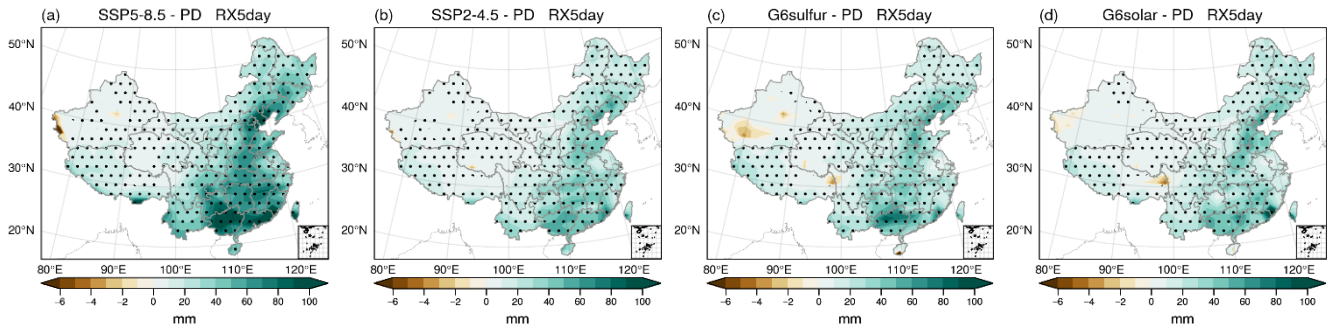 (a) SSP5-8.5 - PD RX5day
(b) SSP2-4.5 - PD RX5day
(c) G6sulfur - PD RX5day
(d) G6solar - PD RX5day
50°N
40°N
30°N
20°N
80°E 90°E 100°E 110°E 120°E
−6 −4 −2 0 20 40 60 80 100
mm
50°N
40°N
30°N
20°N
80°E 90°E 100°E 110°E 120°E
−6 −4 −2 0 20 40 60 80 100
mm
50°N
40°N
30°N
20°N
80°E 90°E 100°E 110°E 120°E
−6 −4 −2 0 20 40 60 80 100
mm
50°N
40°N
30°N
20°N
80°E 90°E 100°E 110°E 120°E
−6 −4 −2 0 20 40 60 80 100
mm